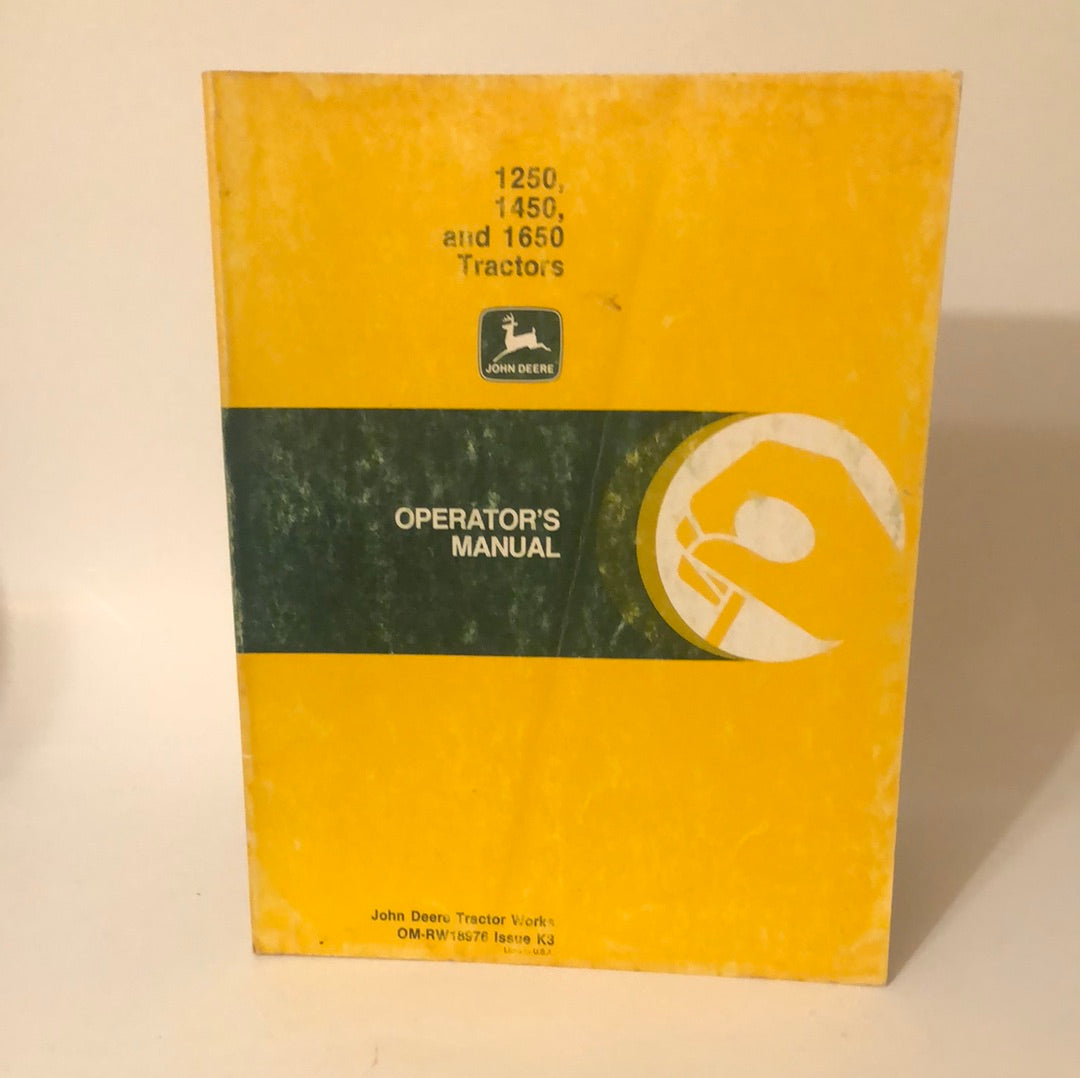 1250,
1450,
and 1650
Tractors
JOHN DEERE
OPERATOR'S
MANUAL
John Deere Tractor Works
OM-RW18976 Issue K3
U.S.A.